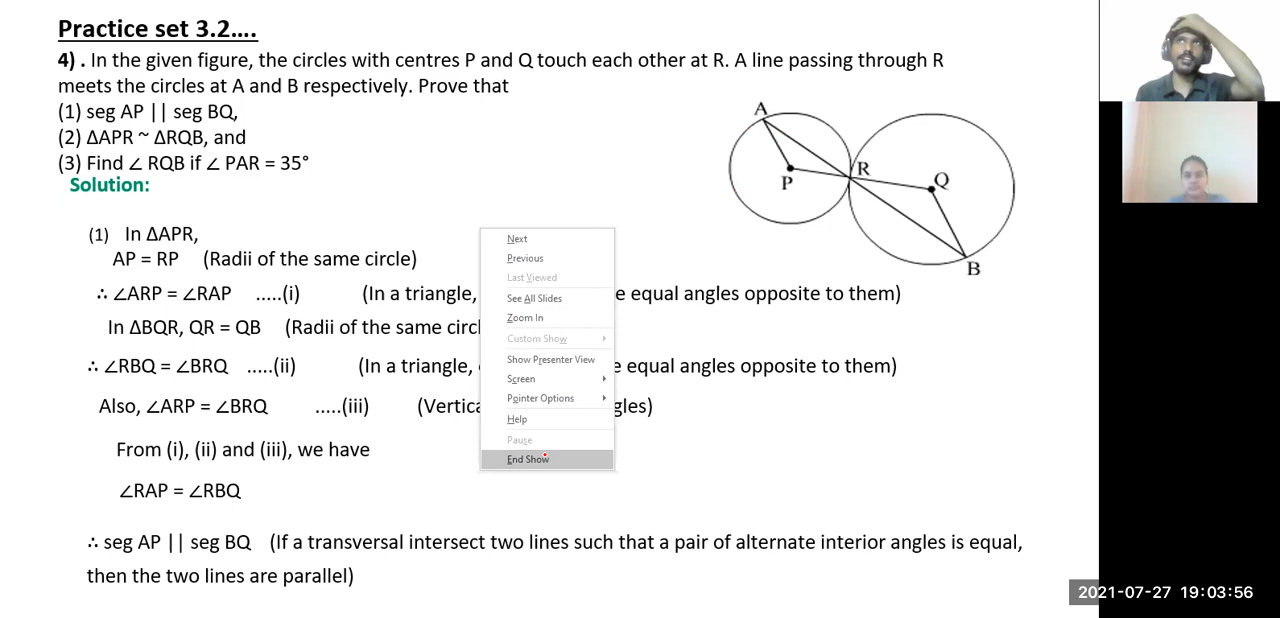 Practice set 3.2....
4) . In the given figure, the circles with centres P and Q touch each other at R. A line passing through R
meets the circles at A and B respectively. Prove that
(1) seg AP || seg BQ,
(2) ΔAPR ~ ΔRQB, and
(3) Find ∠ RQB if ∠ PAR = 35°
Solution:
A
R
P
Q
B
(1) In ΔAPR,
AP = RP (Radii of the same circle)
∴ ∠ARP = ∠RAP .....(i) (In a triangle, e equal angles opposite to them)
In ΔBQR, QR = QB (Radii of the same circl
∴ ∠RBQ = ∠BRQ .....(ii) (In a triangle, e equal angles opposite to them)
Also, ∠ARP = ∠BRQ .....(iii) (Vertica gles)
From (i), (ii) and (iii), we have
∠RAP = ∠RBQ
∴ seg AP || seg BQ (If a transversal intersect two lines such that a pair of alternate interior angles is equal,
then the two lines are parallel)
Next
Previous
Last Viewed
See All Slides
Zoom In
Custom Show
Show Presenter View
Screen
Pointer Options
Help
Pause
End Show
2021-07-27 19:03:56